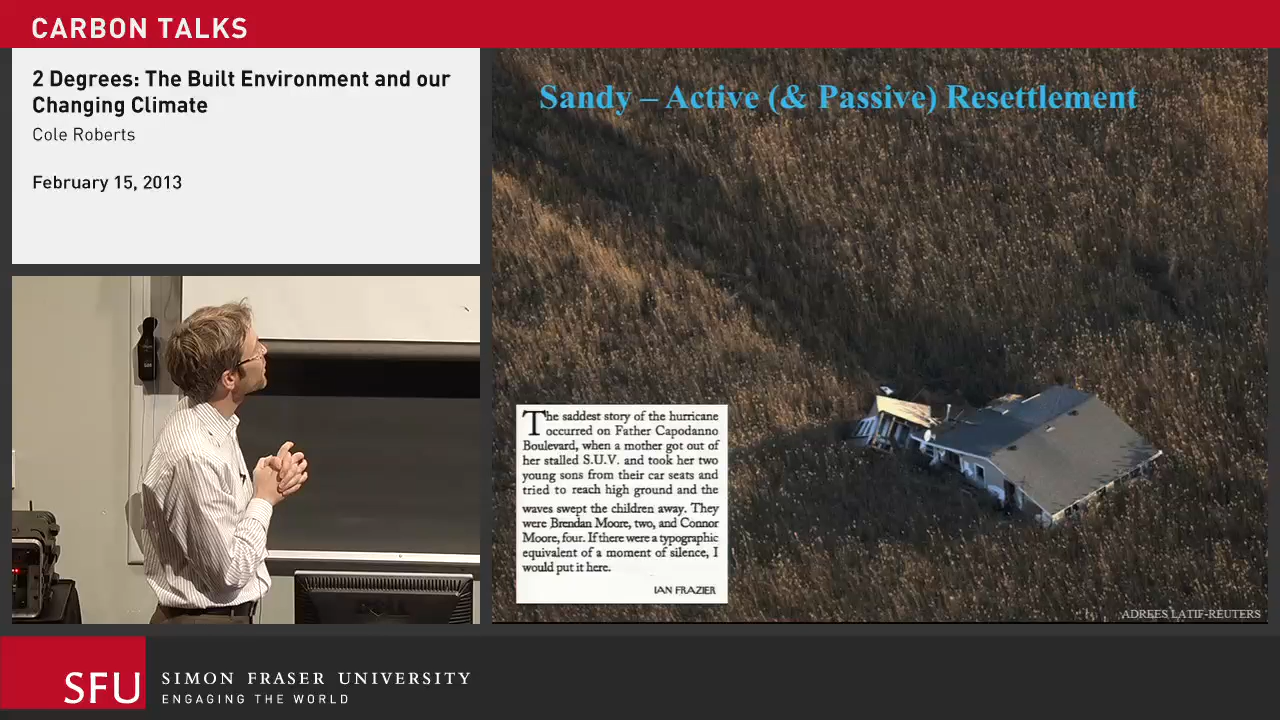 CARBON TALKS
2 Degrees: The Built Environment and our
Changing Climate
Cole Roberts
February 15, 2013
Sandy – Active (& Passive) Resettlement
The saddest story of the hurricane
occurred on Father Capodanno
Boulevard, when a mother got out of
her stalled S.U.V. and took her two
young sons from their car seats and
tried to reach high ground and the
waves swept the children away. They
were Brendan Moore, two, and Connor
Moore, four. If there were a typographic
equivalent of a moment of silence, I
would put it here.
IAN FRAZIER
ADREES LATIF-REUTERS
SFU
SIMON FRASER UNIVERSITY
ENGAGING THE WORLD